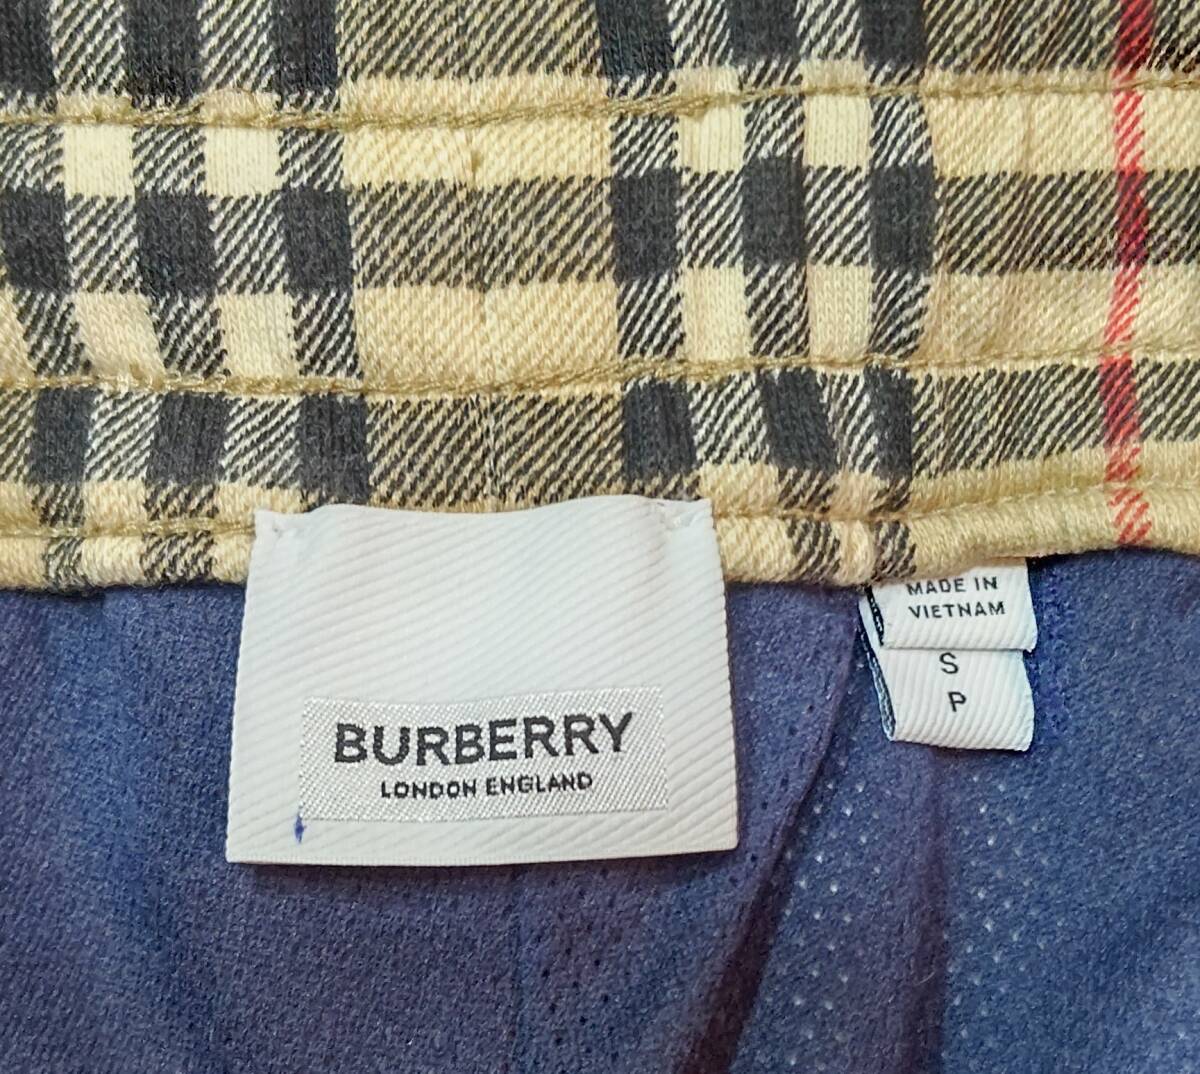 BURBERRY
LONDON ENGLAND
MADE IN
VIETNAM
S
P